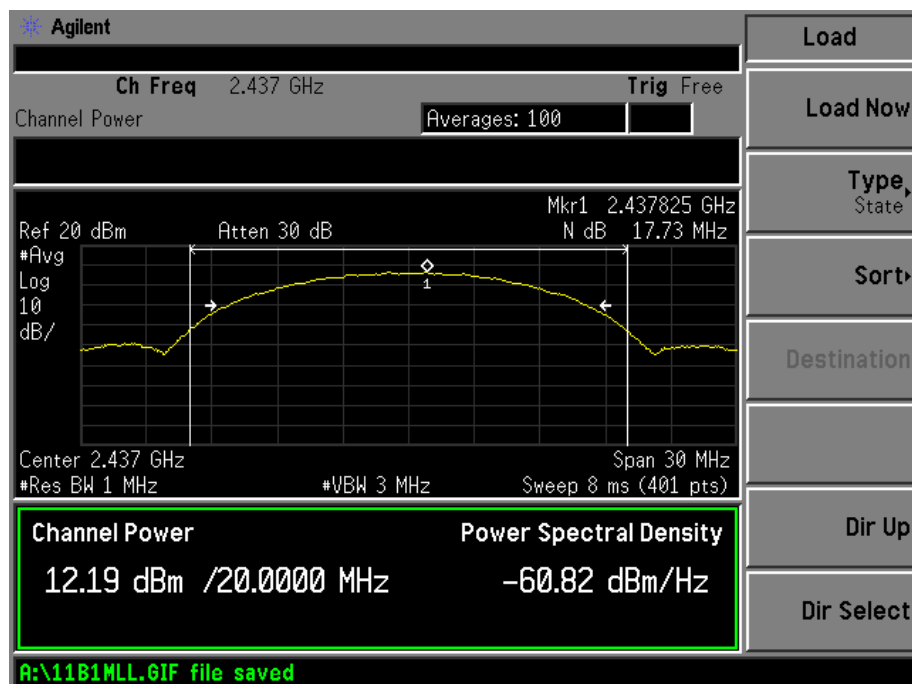 Agilent
Load
Ch Freq 2.437 GHz Trig Free
Channel Power Averages: 100
Load Now
Type
State
Mkr1 2.437825 GHz
Ref 20 dBm Atten 30 dB N dB 17.73 MHz
#Avg
Log
10
dB/
1
Sort
Destination
Center 2.437 GHz Span 30 MHz
#Res BW 1 MHz #VBW 3 MHz Sweep 8 ms (401 pts)
Channel Power Power Spectral Density
12.19 dBm /20.0000 MHz -60.82 dBm/Hz
Dir Up
Dir Select
A:\11B1MLL.GIF file saved